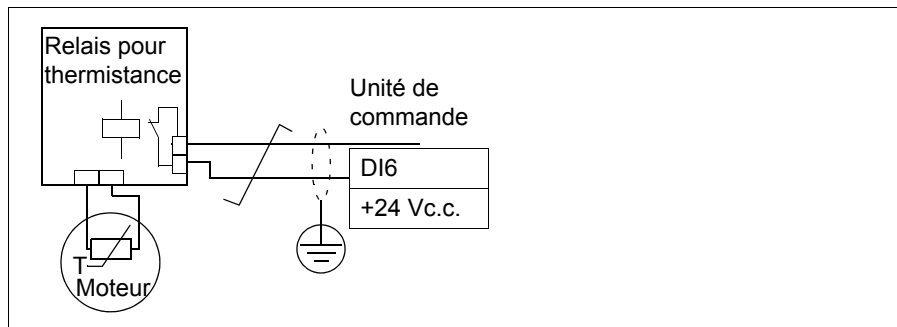 Relais pour
thermistance
Unité de
commande
DI6
+24 Vc.c.
T
Moteur